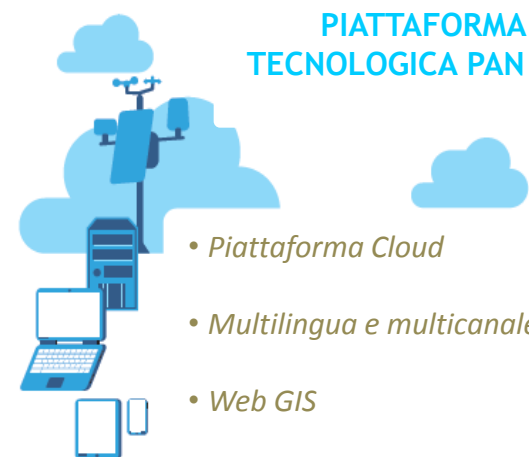 PIATTAFORMA
TECNOLOGICA PAN
• Piattaforma Cloud
• Multilingua e multicanale
• Web GIS